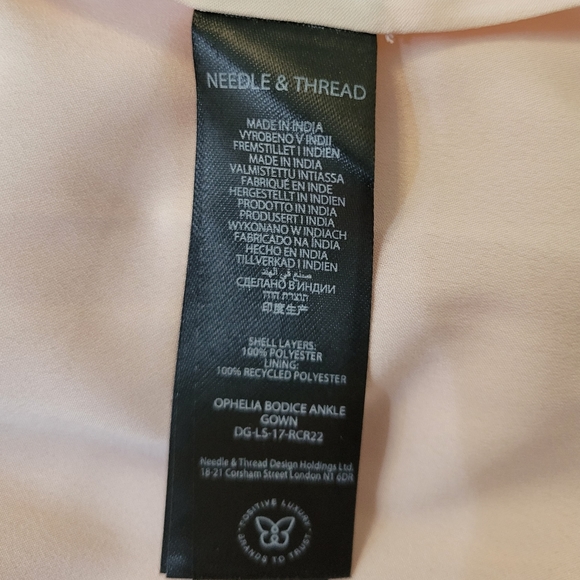 NEEDLE & THREAD
MADE IN INDIA
VYROBENO V INDII
FREMSTILLET I INDIEN
MADE IN INDIA
VALMISTETTU INTIASSA
FABRIQUÉ EN INDE
HERGESTELLT IN INDIEN
PRODOTTO IN INDIA
PRODUSERT I INDIA
WYKONANO W INDIACH
FABRICADO NA ÍNDIA
HECHO EN INDIA
TILLVERKAD I INDIEN
صنع في الهند
СДЕЛАНО В ИНДИИ
תוצרת הודו
印度生产
SHELL LAYERS:
100% POLYESTER
LINING:
100% RECYCLED POLYESTER
OPHELIA BODICE ANKLE
GOWN
DG-LS-17-RCR22
Needle & Thread Design Holdings Ltd.
18-21 Corsham Street London N1 6DR
POSITIVE LUXURY
BRANDS TO TRUST